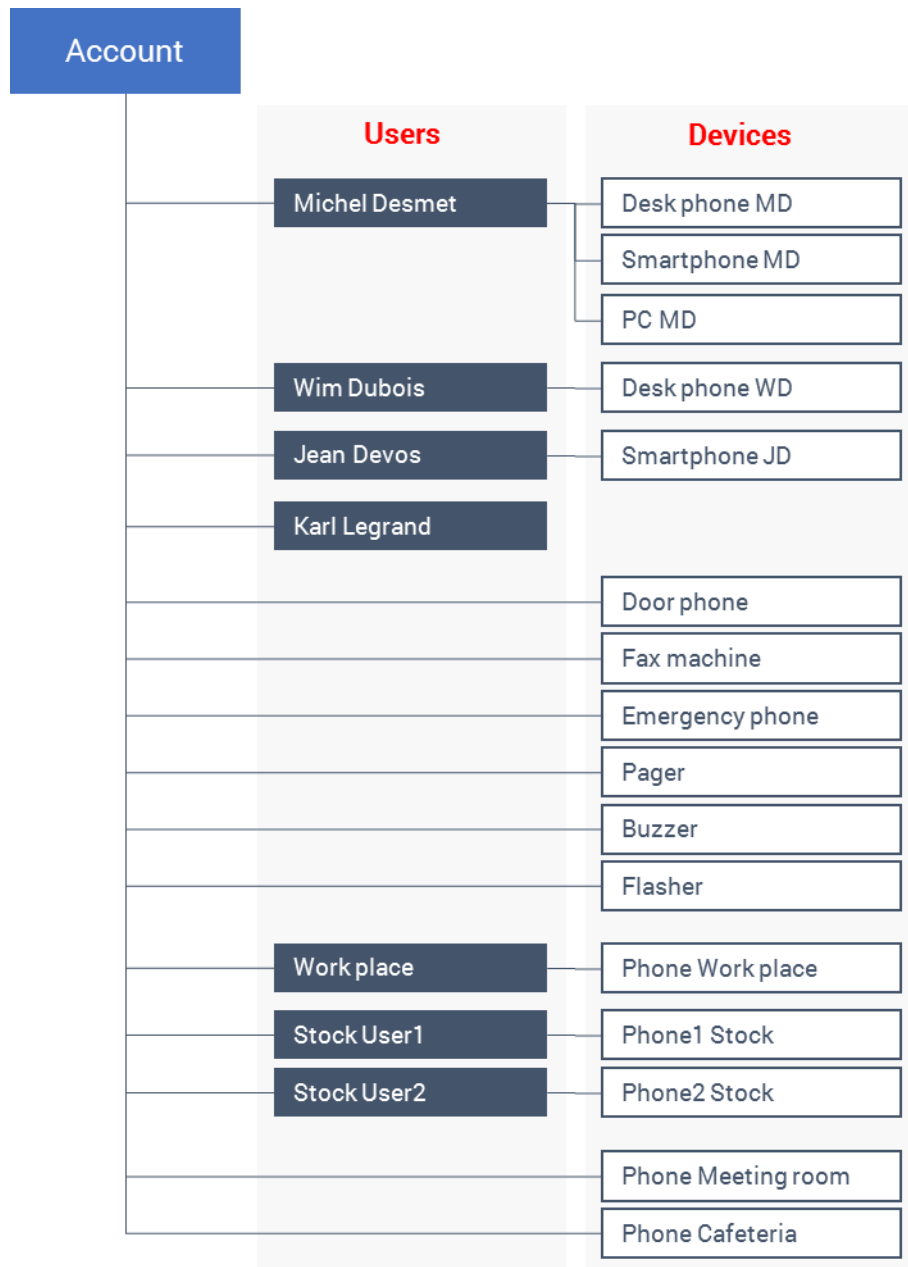 Account
Users
Devices
Michel Desmet
Desk phone MD
Smartphone MD
PC MD
Wim Dubois
Desk phone WD
Jean Devos
Smartphone JD
Karl Legrand
Door phone
Fax machine
Emergency phone
Pager
Buzzer
Flasher
Work place
Phone Work place
Stock User1
Phone1 Stock
Stock User2
Phone2 Stock
Phone Meeting room
Phone Cafeteria